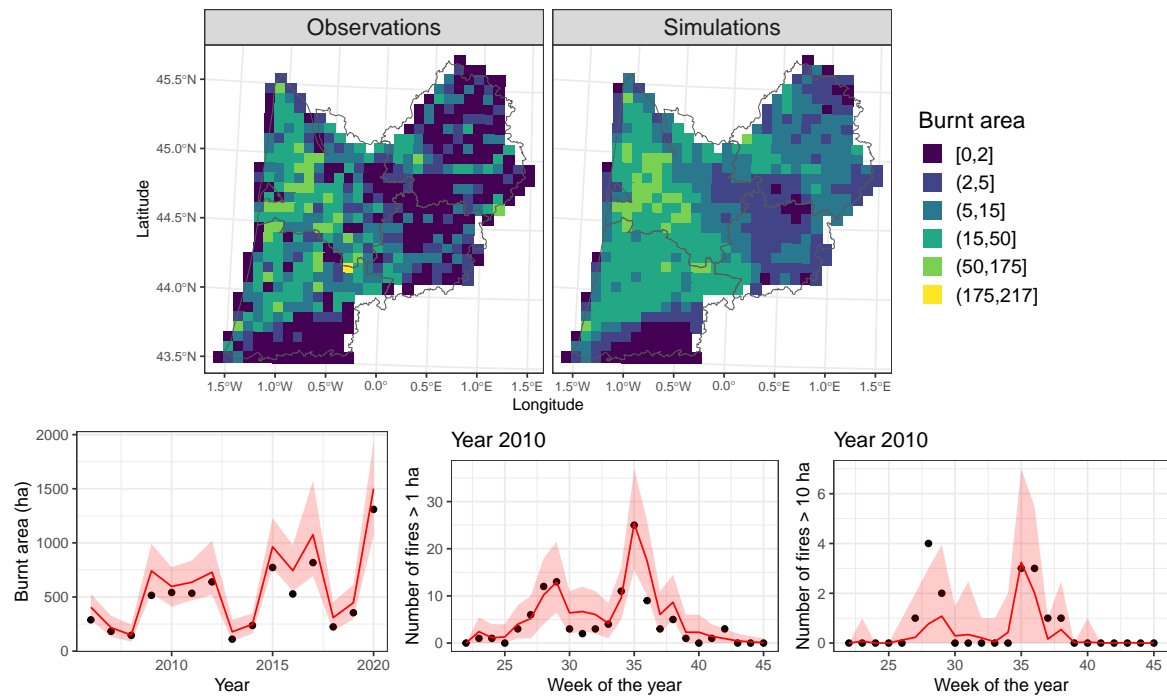 Observations
Simulations
Latitude
45.5°N
45.0°N
44.5°N
44.0°N
43.5°N
1.5°W 1.0°W 0.5°W 0.0° 0.5°E 1.0°E 1.5°E
1.5°W 1.0°W 0.5°W 0.0° 0.5°E 1.0°E 1.5°E
Longitude
Burnt area
[0,2]
(2,5]
(5,15]
(15,50]
(50,175]
(175,217]
Burnt area (ha)
2000
1500
1000
500
0
2010 2015 2020
Year
Year 2010
Number of fires > 1 ha
30
20
10
0
25 30 35 40 45
Week of the year
Year 2010
Number of fires > 10 ha
6
4
2
0
25 30 35 40 45
Week of the year